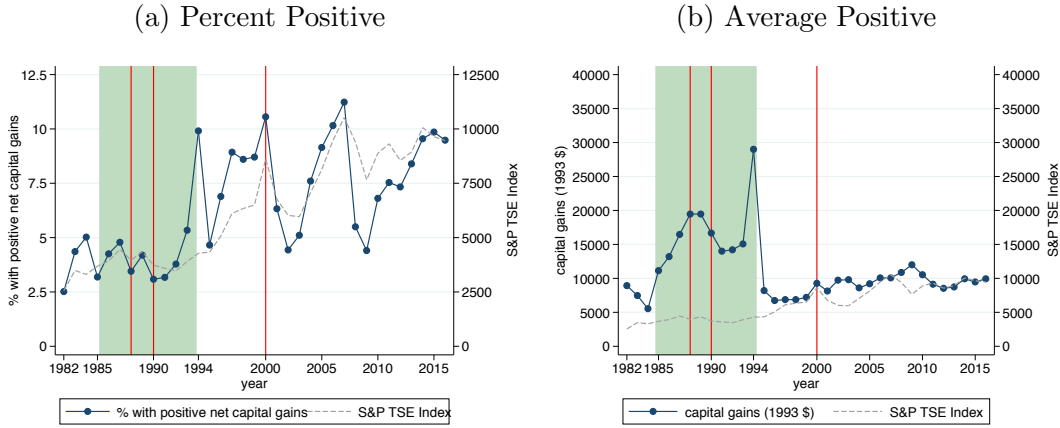 (a) Percent Positive
12.5
10
7.5
5
2.5
0
% with positive net capital gains
12500
10000
7500
5000
2500
0
S&P TSE Index
1982 1985 1990 1994 2000 2005 2010 2015
year
% with positive net capital gains S&P TSE Index
(b) Average Positive
40000
35000
30000
25000
20000
15000
10000
5000
0
capital gains (1993 $)
40000
35000
30000
25000
20000
15000
10000
5000
0
S&P TSE Index
1982 1985 1990 1994 2000 2005 2010 2015
year
capital gains (1993 $) S&P TSE Index